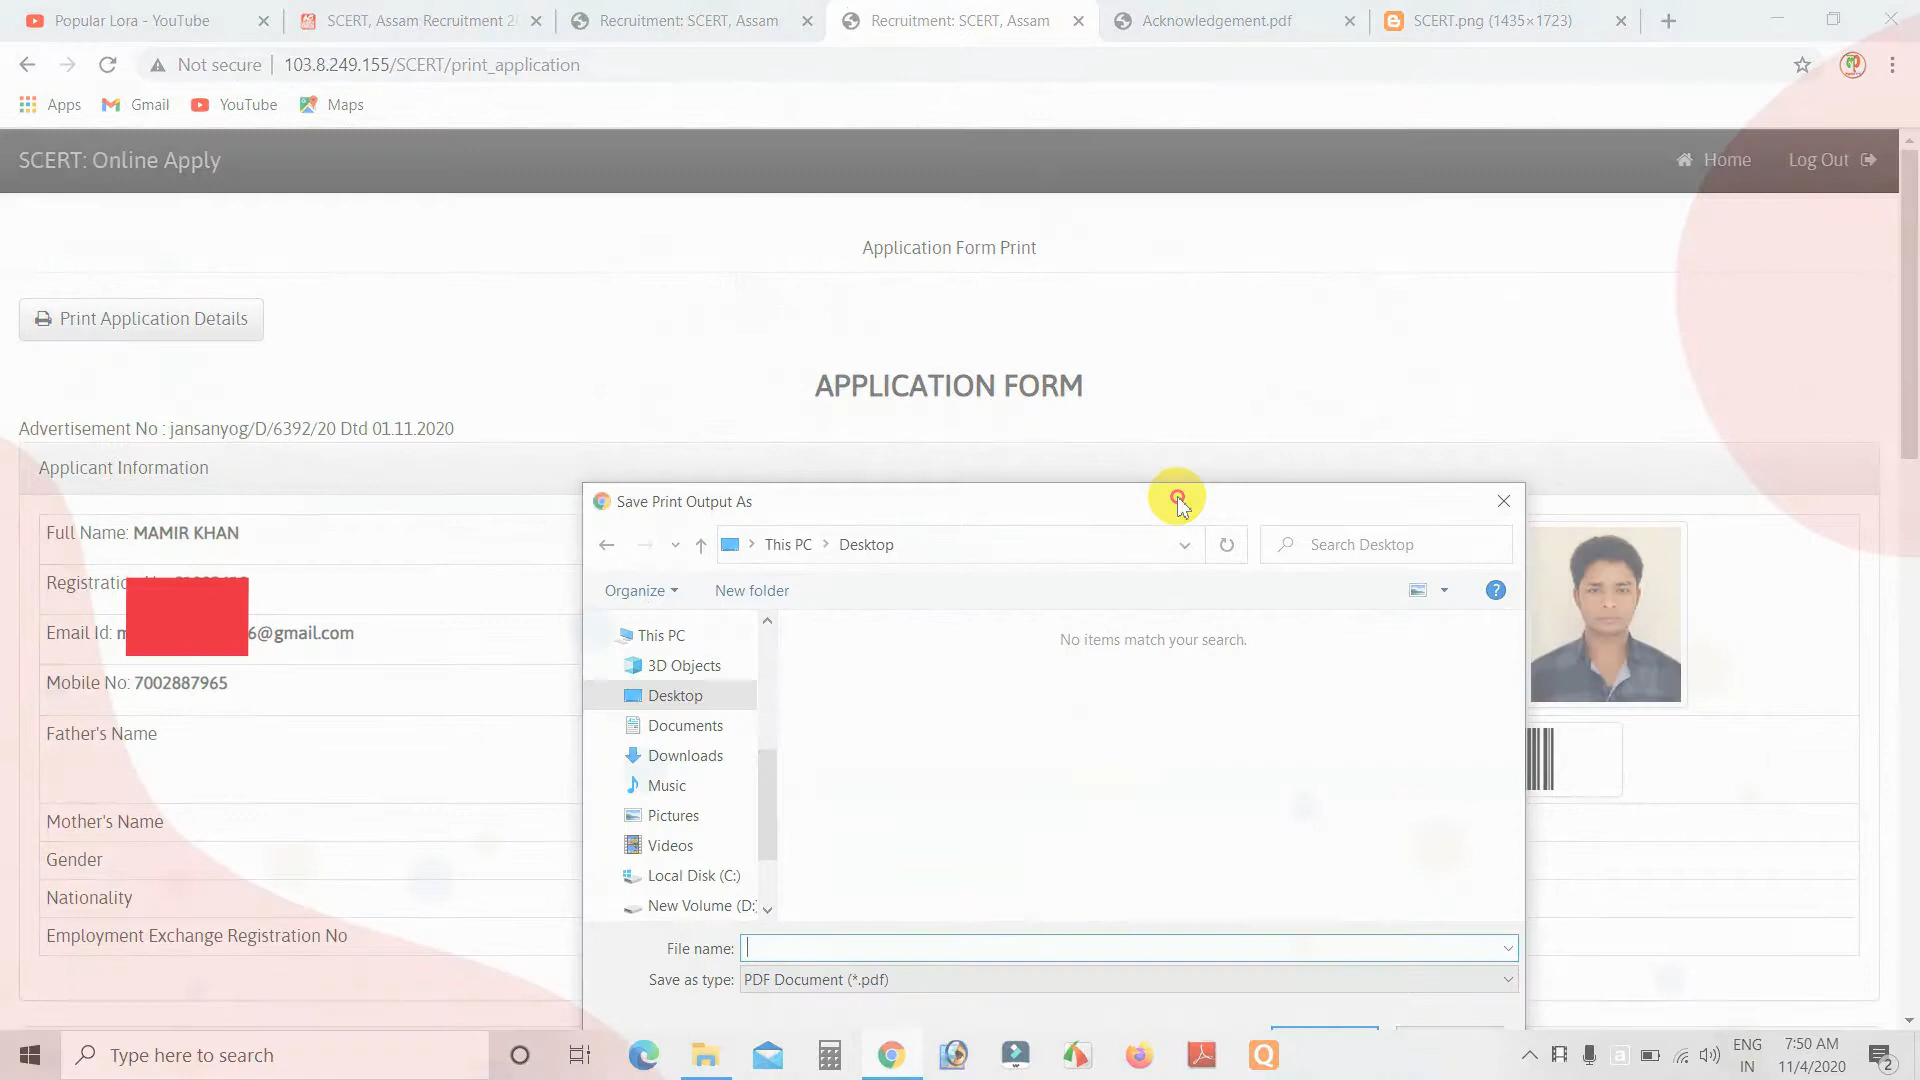 Popular Lora - YouTube
SCERT, Assam Recruitment 2
Recruitment: SCERT, Assam
Recruitment: SCERT, Assam
Acknowledgement.pdf
SCERT.png (1435×1723)
Not secure
103.8.249.155/SCERT/print_application
Apps
Gmail
YouTube
Maps
SCERT: Online Apply
Home
Log Out
Application Form Print
Print Application Details
APPLICATION FORM
Advertisement No : jansanyog/D/6392/20 Dtd 01.11.2020
Applicant Information
Full Name: MAMIR KHAN
Email Id: m 6@gmail.com
Mobile No: 7002887965
Father's Name
Mother's Name
Gender
Nationality
Employment Exchange Registration No
Save Print Output As
This PC
Desktop
Search Desktop
Organize
New folder
?
This PC
3D Objects
Desktop
Documents
Downloads
Music
Pictures
Videos
Local Disk (C:)
New Volume (D:
No items match your search.
File name:
Save as type: PDF Document (*.pdf)
Type here to search
ENG
IN
7:50 AM
11/4/2020
2